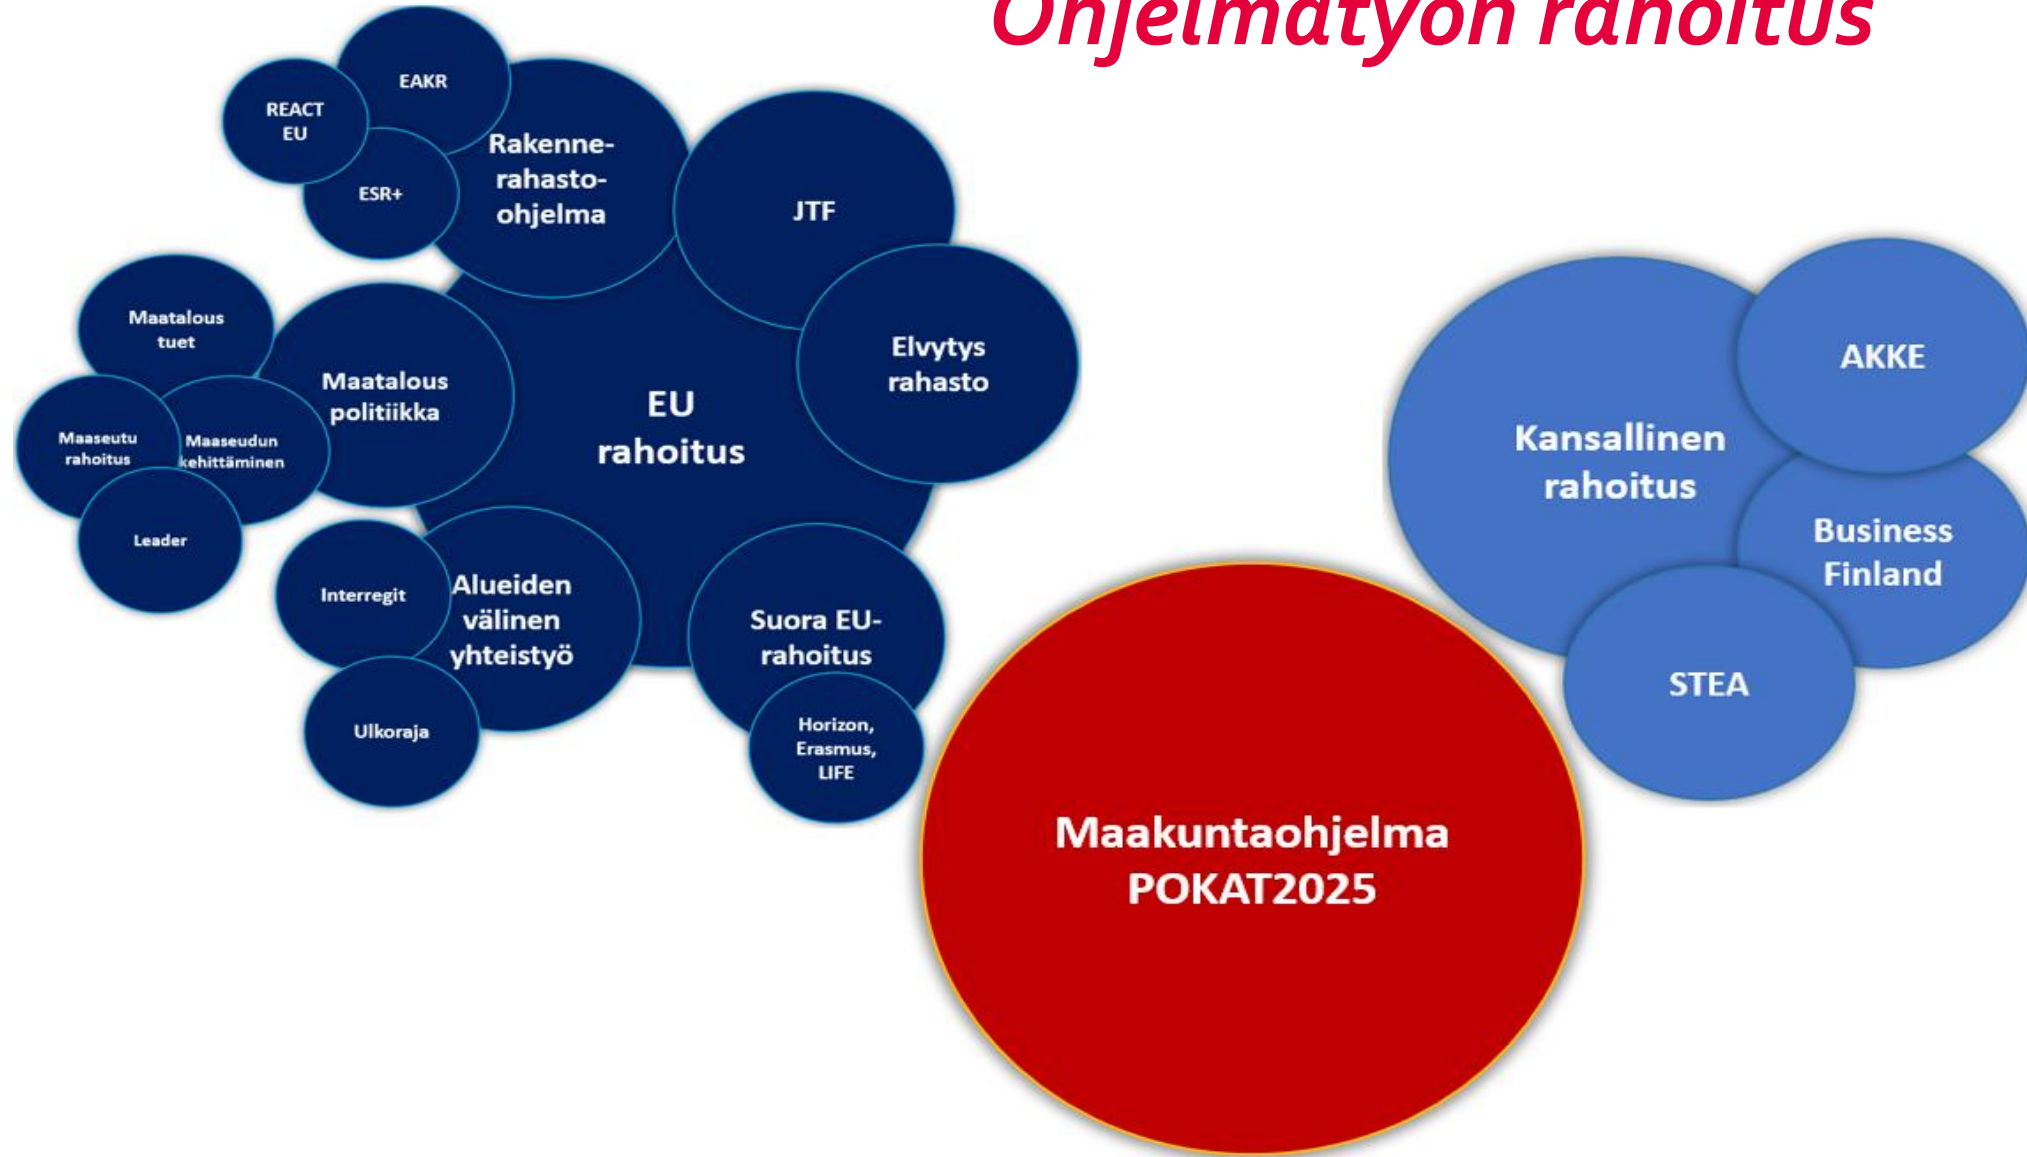 Ohjelmatyön rahoitus
EAKR
REACT
EU
ESR+
Rakenne-
rahasto-
ohjelma
JTF
Elvytys
rahasto
Maatalous
tuet
Maatalous
politiikka
Maaseutu
rahoitus
Maaseudun
kehittäminen
Leader
EU
rahoitus
Interregit
Alueiden
välinen
yhteistyö
Ulkoraja
Suora EU-
rahoitus
Horizon,
Erasmus,
LIFE
Kansallinen
rahoitus
AKKE
Business
Finland
STEA
Maakuntaohjelma
POKAT2025